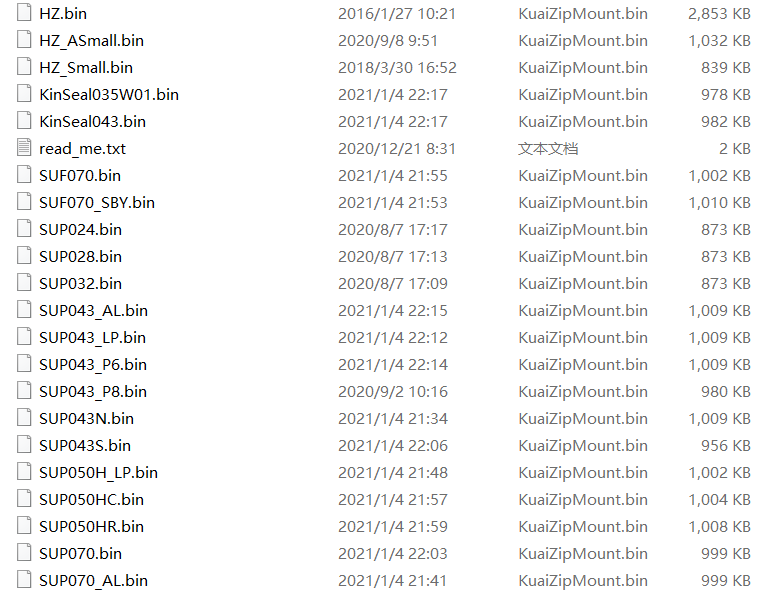 HZ.bin 2016/1/27 10:21 KuaiZipMount.bin 2,853 KB
HZ_ASmall.bin 2020/9/8 9:51 KuaiZipMount.bin 1,032 KB
HZ_Small.bin 2018/3/30 16:52 KuaiZipMount.bin 839 KB
KinSeal035W01.bin 2021/1/4 22:17 KuaiZipMount.bin 978 KB
KinSeal043.bin 2021/1/4 22:17 KuaiZipMount.bin 982 KB
read_me.txt 2020/12/21 8:31 文本文档 2 KB
SUF070.bin 2021/1/4 21:55 KuaiZipMount.bin 1,002 KB
SUF070_SBY.bin 2021/1/4 21:53 KuaiZipMount.bin 1,010 KB
SUP024.bin 2020/8/7 17:17 KuaiZipMount.bin 873 KB
SUP028.bin 2020/8/7 17:13 KuaiZipMount.bin 873 KB
SUP032.bin 2020/8/7 17:09 KuaiZipMount.bin 873 KB
SUP043_AL.bin 2021/1/4 22:15 KuaiZipMount.bin 1,009 KB
SUP043_LP.bin 2021/1/4 22:12 KuaiZipMount.bin 1,009 KB
SUP043_P6.bin 2021/1/4 22:14 KuaiZipMount.bin 1,009 KB
SUP043_P8.bin 2020/9/2 10:16 KuaiZipMount.bin 980 KB
SUP043N.bin 2021/1/4 21:34 KuaiZipMount.bin 1,009 KB
SUP043S.bin 2021/1/4 22:06 KuaiZipMount.bin 956 KB
SUP050H_LP.bin 2021/1/4 21:48 KuaiZipMount.bin 1,002 KB
SUP050HC.bin 2021/1/4 21:57 KuaiZipMount.bin 1,004 KB
SUP050HR.bin 2021/1/4 21:59 KuaiZipMount.bin 1,008 KB
SUP070.bin 2021/1/4 22:03 KuaiZipMount.bin 999 KB
SUP070_AL.bin 2021/1/4 21:41 KuaiZipMount.bin 999 KB